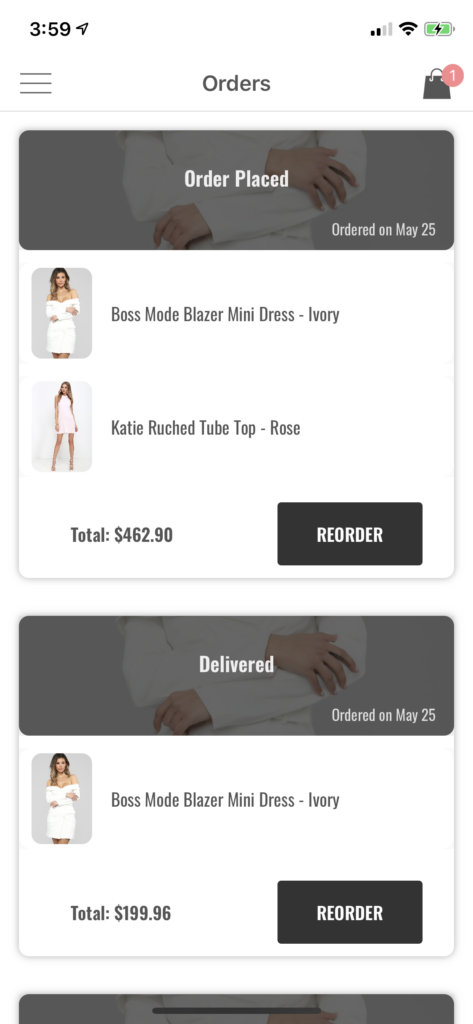 3:59
Orders
1
Order Placed
Ordered on May 25
Boss Mode Blazer Mini Dress - Ivory
Katie Ruched Tube Top - Rose
Total: $462.90
REORDER
Delivered
Ordered on May 25
Boss Mode Blazer Mini Dress - Ivory
Total: $199.96
REORDER